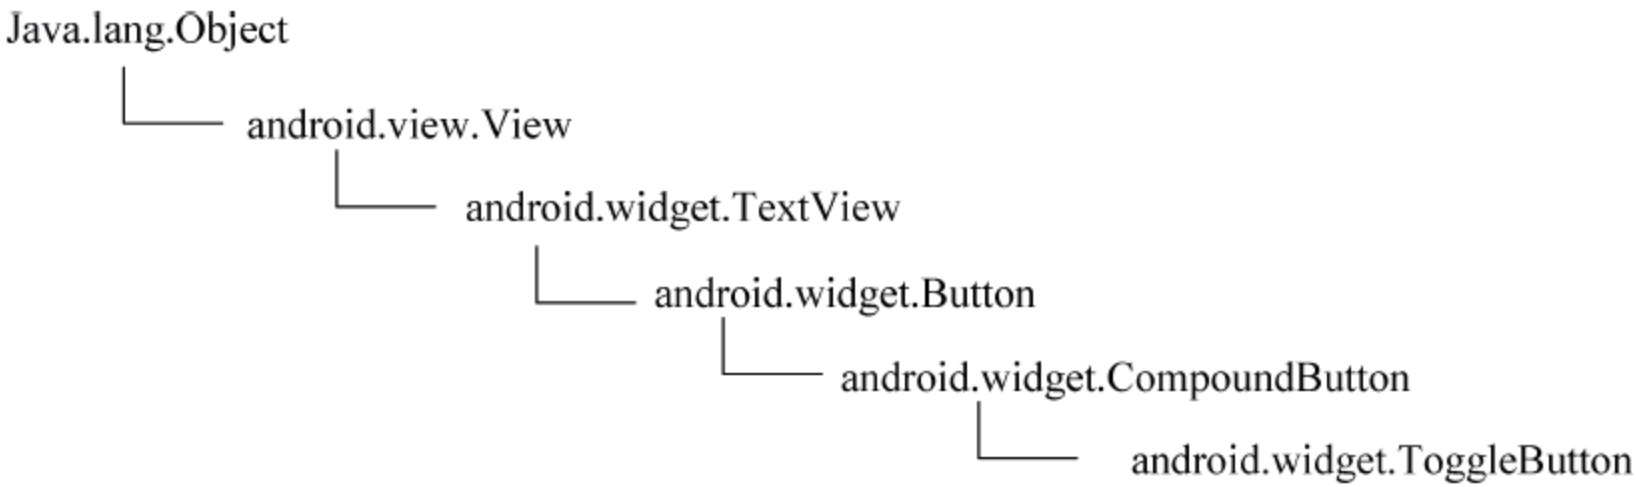 Java.lang.Object
android.view.View
android.widget.TextView
android.widget.Button
android.widget.CompoundButton
android.widget.ToggleButton